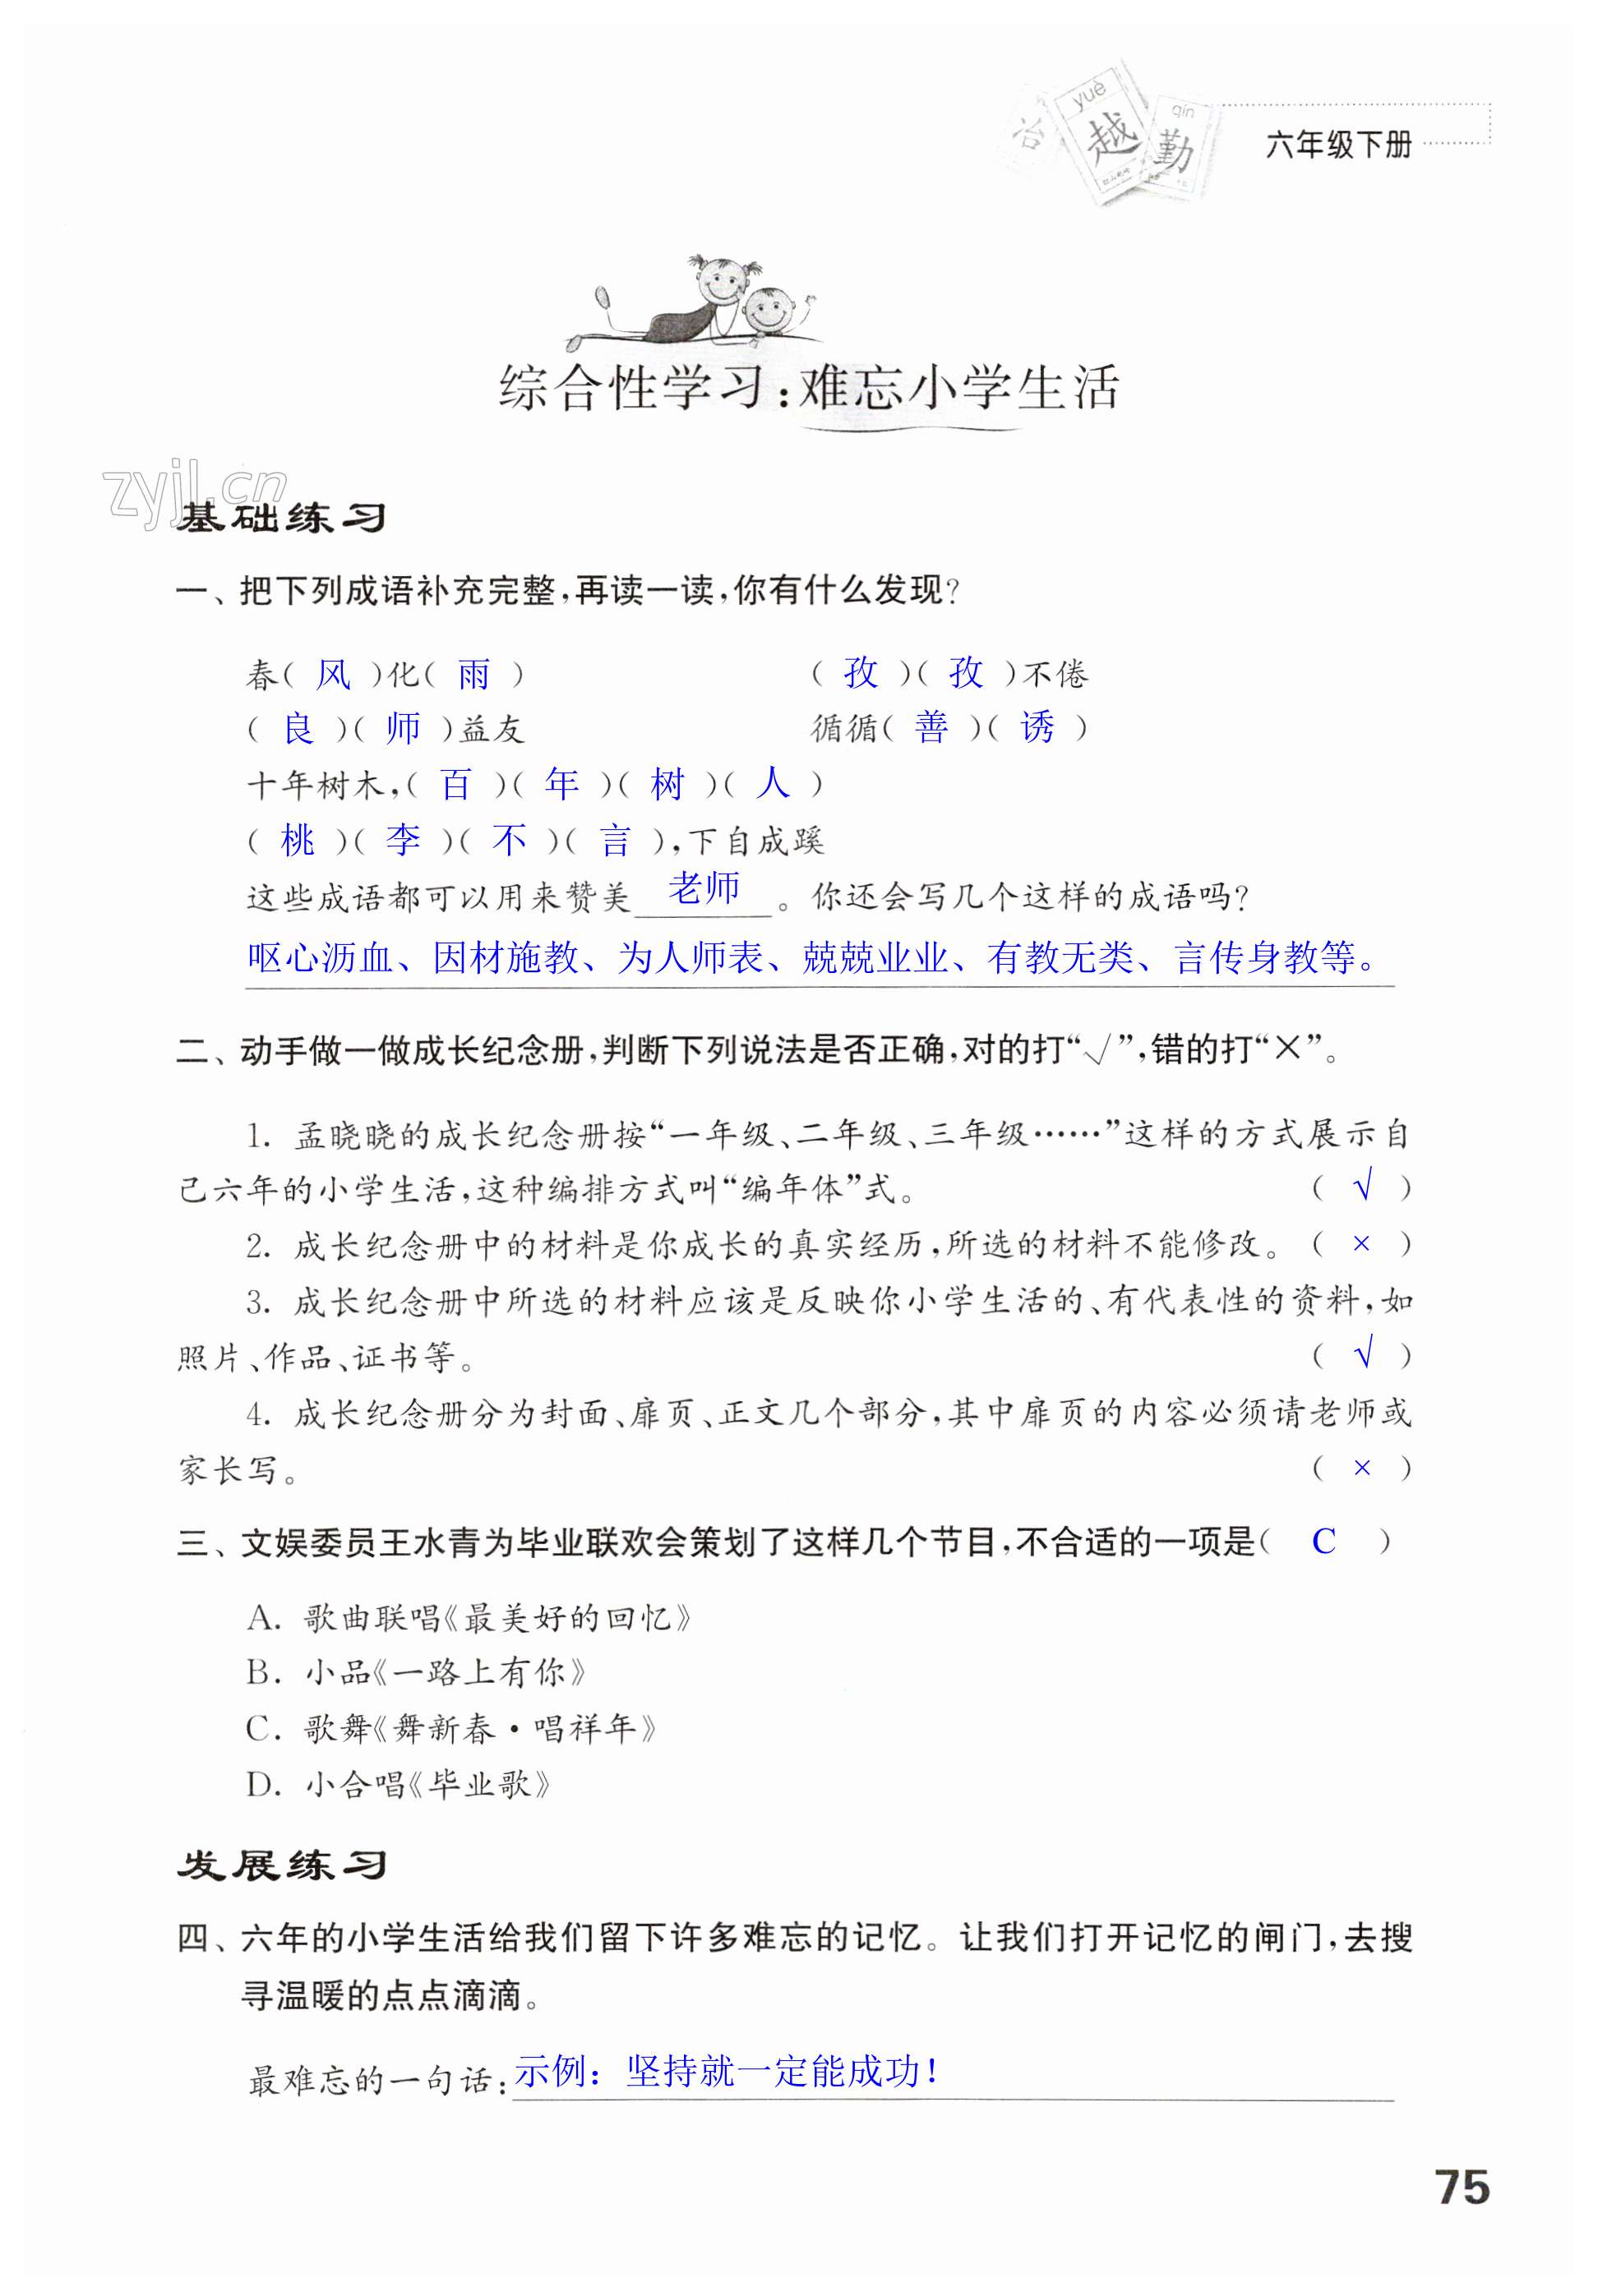 冶
yuè
越
qín
勤
六年级下册
综合性学习:难忘小学生活
zyjl.cn
基础练习
一、把下列成语补充完整,再读一读,你有什么发现?
春( 风 )化( 雨 ) ( 孜 )( 孜 )不倦
( 良 )( 师 )益友 循循( 善 )( 诱 )
十年树木,( 百 )( 年 )( 树 )( 人 )
( 桃 )( 李 )( 不 )( 言 ),下自成蹊
这些成语都可以用来赞美 老师 。你还会写几个这样的成语吗?
呕心沥血、因材施教、为人师表、兢兢业业、有教无类、言传身教等。
二、动手做一做成长纪念册,判断下列说法是否正确,对的打“√”,错的打“×”。
1. 孟晓晓的成长纪念册按“一年级、二年级、三年级……”这样的方式展示自
己六年的小学生活,这种编排方式叫“编年体”式。 ( √ )
2. 成长纪念册中的材料是你成长的真实经历,所选的材料不能修改。( × )
3. 成长纪念册中所选的材料应该是反映你小学生活的、有代表性的资料,如
照片、作品、证书等。 ( √ )
4. 成长纪念册分为封面、扉页、正文几个部分,其中扉页的内容必须请老师或
家长写。 ( × )
三、文娱委员王水青为毕业联欢会策划了这样几个节目,不合适的一项是( C )
A. 歌曲联唱《最美好的回忆》
B. 小品《一路上有你》
C. 歌舞《舞新春·唱祥年》
D. 小合唱《毕业歌》
发展练习
四、六年的小学生活给我们留下许多难忘的记忆。让我们打开记忆的闸门,去搜
寻温暖的点点滴滴。
最难忘的一句话:示例：坚持就一定能成功！
75